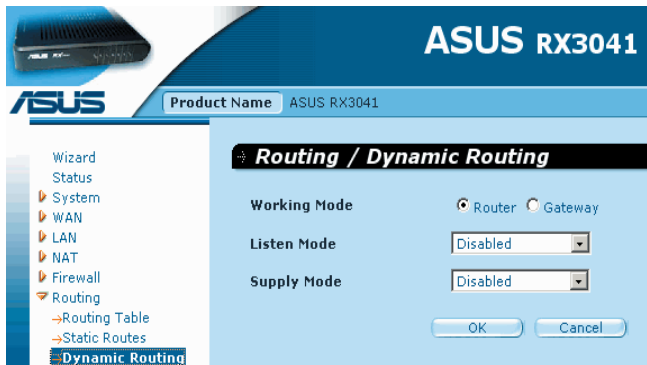 ASUS RX3041
ASUS
Product Name ASUS RX3041
Wizard
Status
System
WAN
LAN
NAT
Firewall
Routing
→Routing Table
→Static Routes
→Dynamic Routing
Routing / Dynamic Routing
Working Mode Router Gateway
Listen Mode Disabled
Supply Mode Disabled
OK Cancel